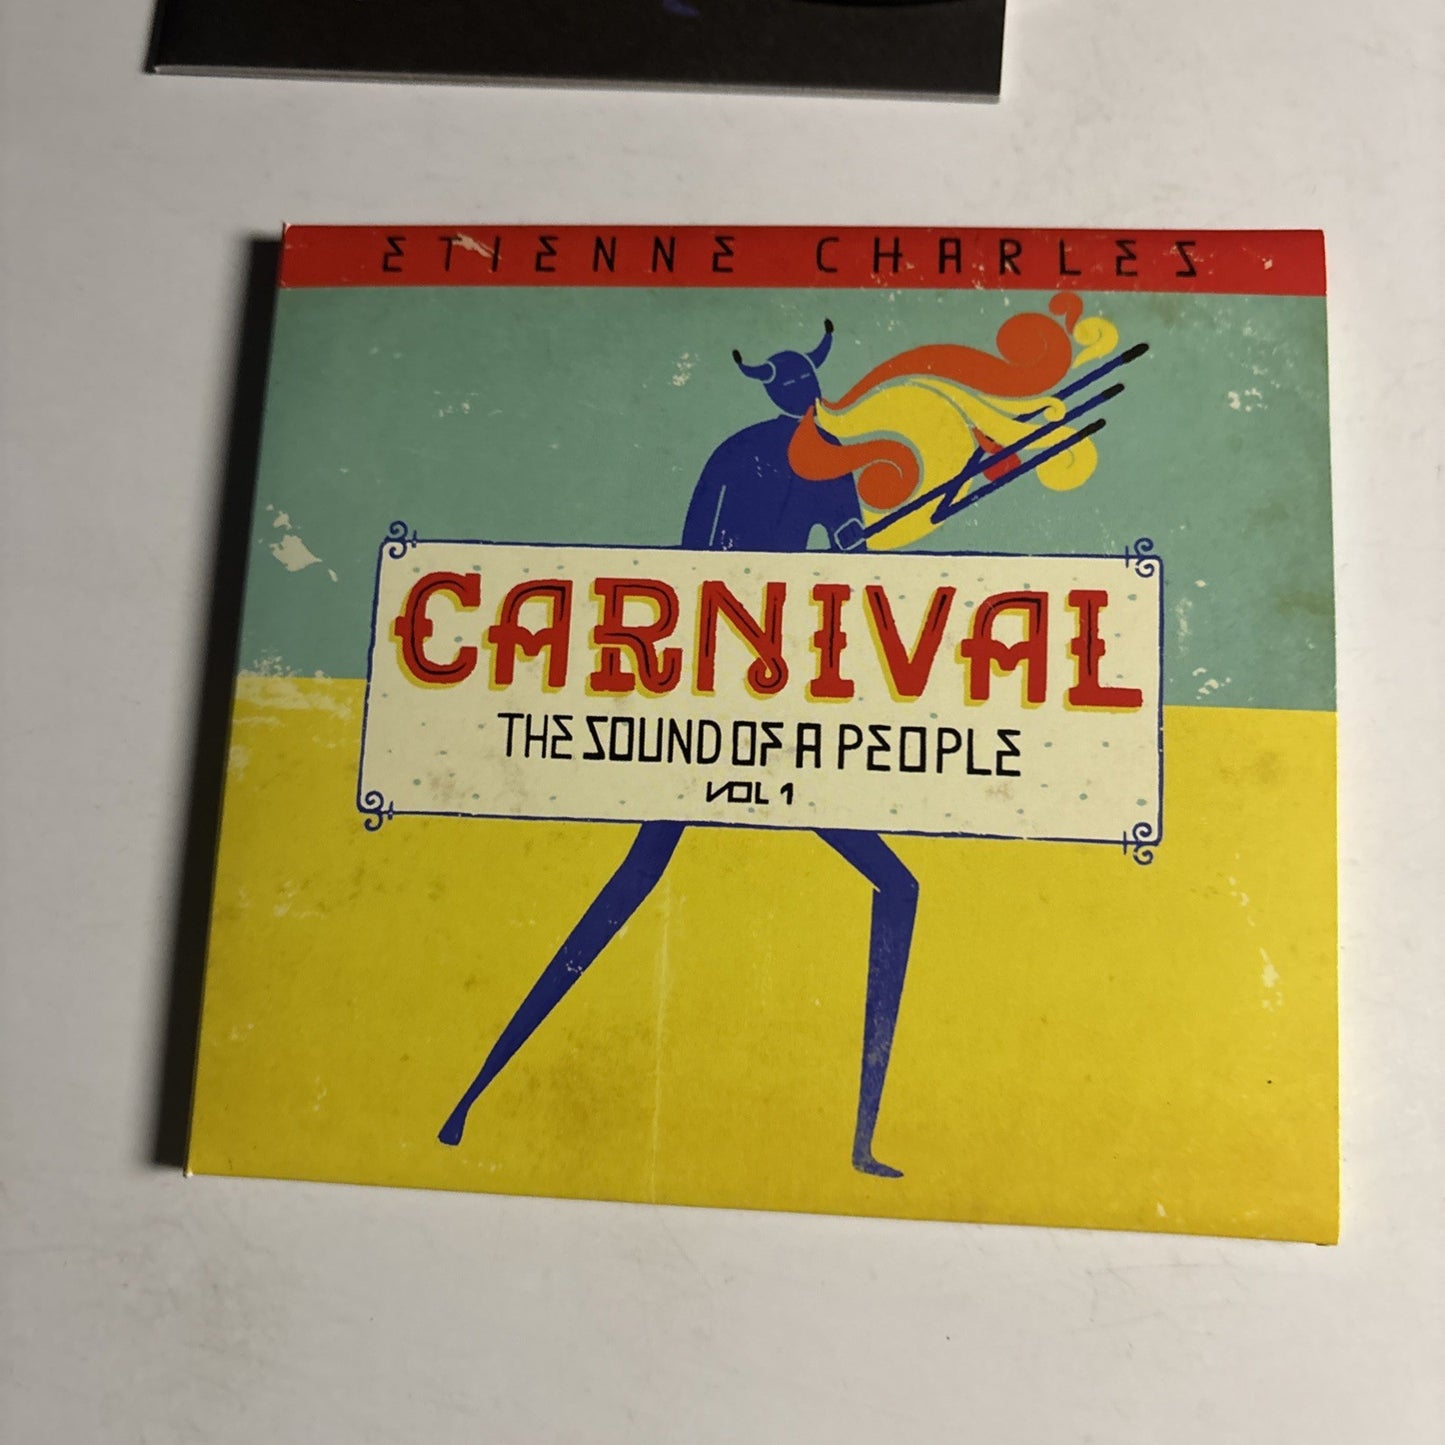 ETIENNE CHARLES
CARNIVAL
THE SOUND OF A PEOPLE
VOL 1